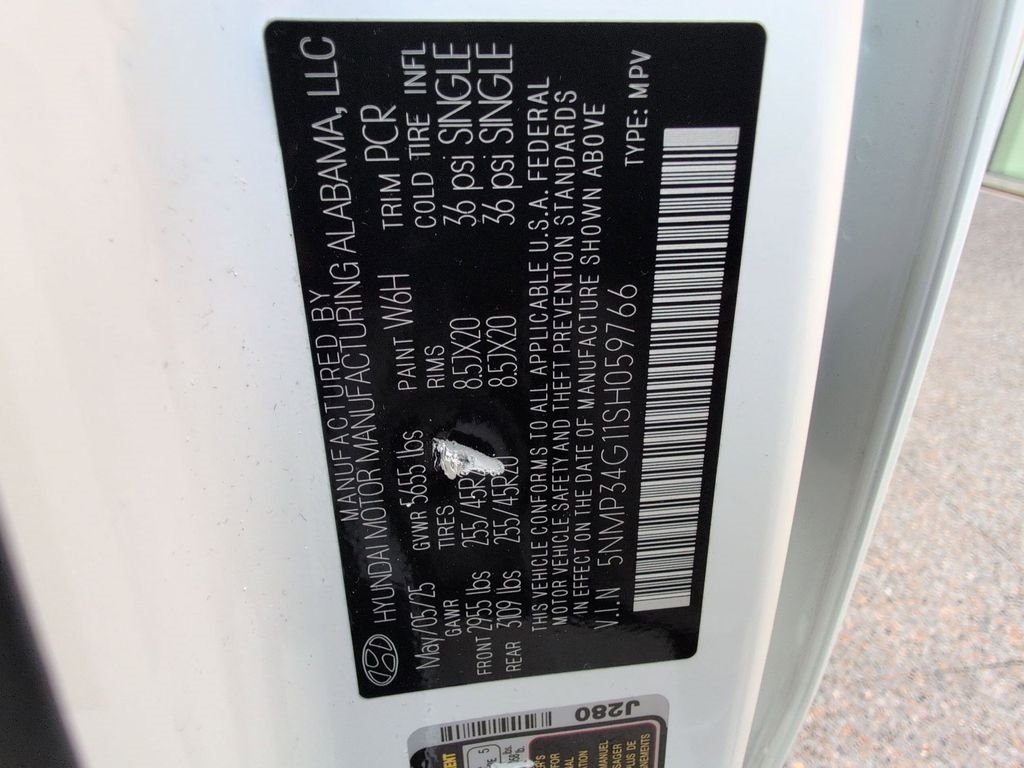 MANUFACTURED BY
HYUNDAI MOTOR MANUFACTURING ALABAMA, LLC
May/05/25 GVWR 5655 lbs PAINT W6H TRIM PCR
GAWR TIRES RIMS COLD TIRE INFL
FRONT 2955 lbs 255/45R20 8.5JX20 36 psi SINGLE
REAR 3109 lbs 255/45R20 8.5JX20 36 psi SINGLE
THIS VEHICLE CONFORMS TO ALL APPLICABLE U.S.A. FEDERAL
MOTOR VEHICLE SAFETY AND THEFT PREVENTION STANDARDS
IN EFFECT ON THE DATE OF MANUFACTURE SHOWN ABOVE
V.I.N 5NMP34G11SH059766 TYPE: MPV
J280